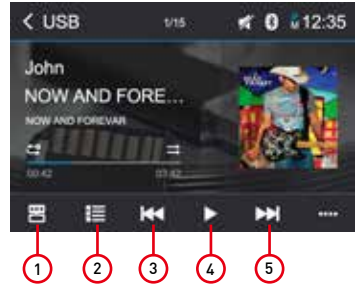 USB 1/15 12:35
John
NOW AND FORE...
NOW AND FOREVAR
00:42 03:42
1 2 3 4 5